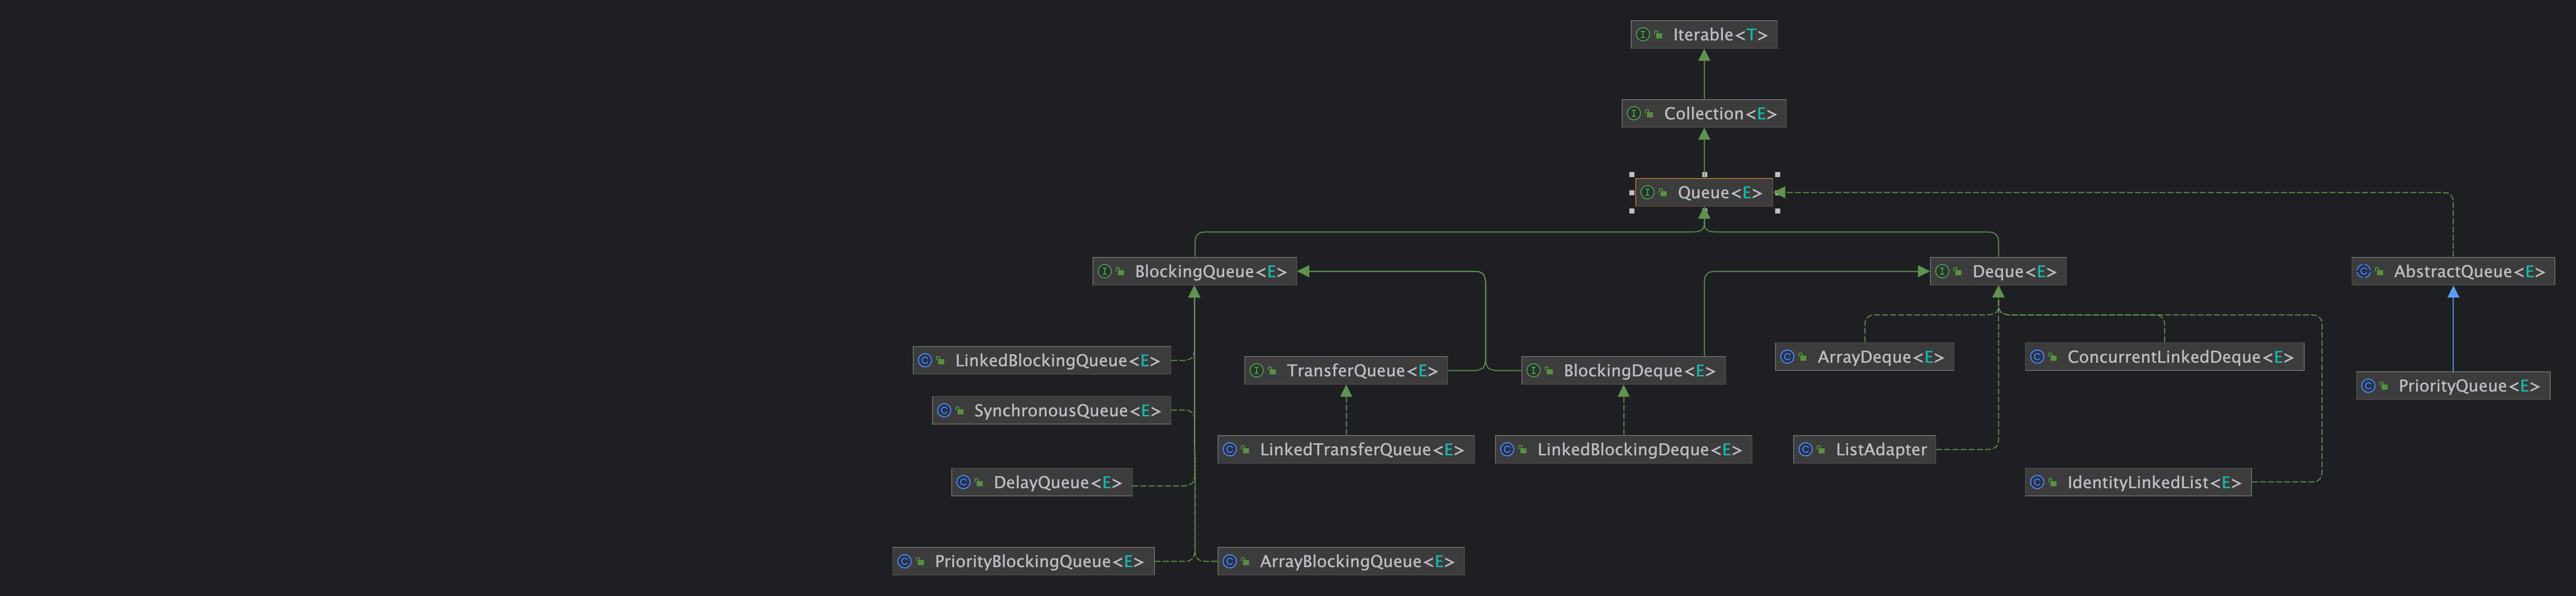 Iterable<T>
Collection<E>
Queue<E>
BlockingQueue<E>
Deque<E>
AbstractQueue<E>
LinkedBlockingQueue<E>
TransferQueue<E>
BlockingDeque<E>
ArrayDeque<E>
ConcurrentLinkedDeque<E>
PriorityQueue<E>
SynchronousQueue<E>
LinkedTransferQueue<E>
LinkedBlockingDeque<E>
ListAdapter
DelayQueue<E>
IdentityLinkedList<E>
PriorityBlockingQueue<E>
ArrayBlockingQueue<E>